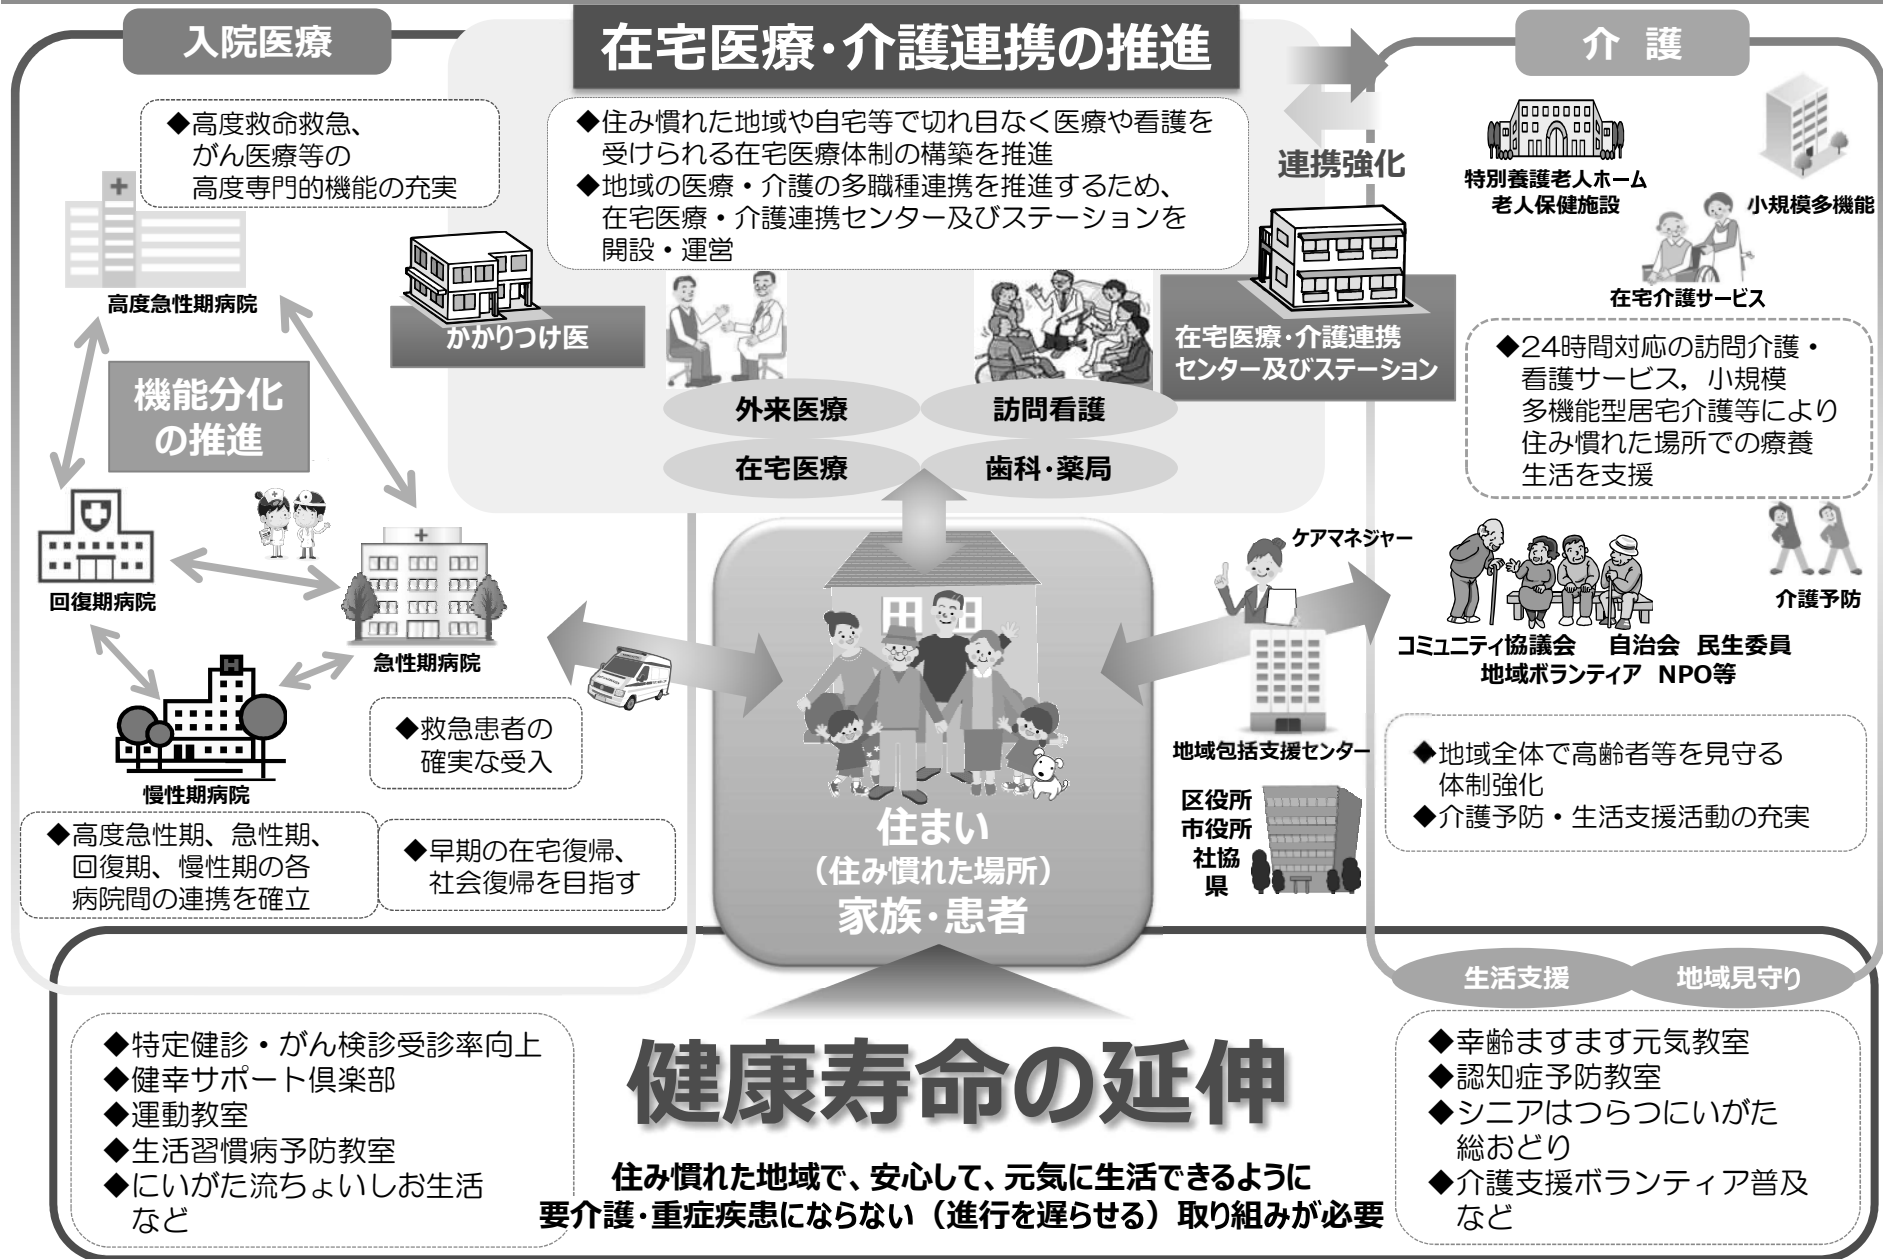 入院医療
◆高度救命救急、
がん医療等の
高度専門的機能の充実
高度急性期病院
機能分化
の推進
回復期病院
急性期病院
慢性期病院
◆救急患者の
確実な受入
◆高度急性期、急性期、
回復期、慢性期の各
病院間の連携を確立
◆早期の在宅復帰、
社会復帰を目指す
在宅医療・介護連携の推進
◆住み慣れた地域や自宅等で切れ目なく医療や看護を
受けられる在宅医療体制の構築を推進
◆地域の医療・介護の多職種連携を推進するため、
在宅医療・介護連携センター及びステーションを
開設・運営
かかりつけ医
在宅医療・介護連携
センター及びステーション
外来医療
訪問看護
在宅医療
歯科・薬局
連携強化
住まい
（住み慣れた場所）
家族・患者
ケアマネジャー
地域包括支援センター
区役所
市役所
社協
県
介 護
特別養護老人ホーム
老人保健施設
小規模多機能
在宅介護サービス
◆24時間対応の訪問介護・
看護サービス，小規模
多機能型居宅介護等により
住み慣れた場所での療養
生活を支援
介護予防
コミュニティ協議会 自治会 民生委員
地域ボランティア NPO等
◆地域全体で高齢者等を見守る
体制強化
◆介護予防・生活支援活動の充実
生活支援
地域見守り
◆特定健診・がん検診受診率向上
◆健幸サポート倶楽部
◆運動教室
◆生活習慣病予防教室
◆にいがた流ちょいしお生活
など
健康寿命の延伸
住み慣れた地域で、安心して、元気に生活できるように
要介護・重症疾患にならない（進行を遅らせる）取り組みが必要
◆幸齢ますます元気教室
◆認知症予防教室
◆シニアはつらつにいがた
総おどり
◆介護支援ボランティア普及
など